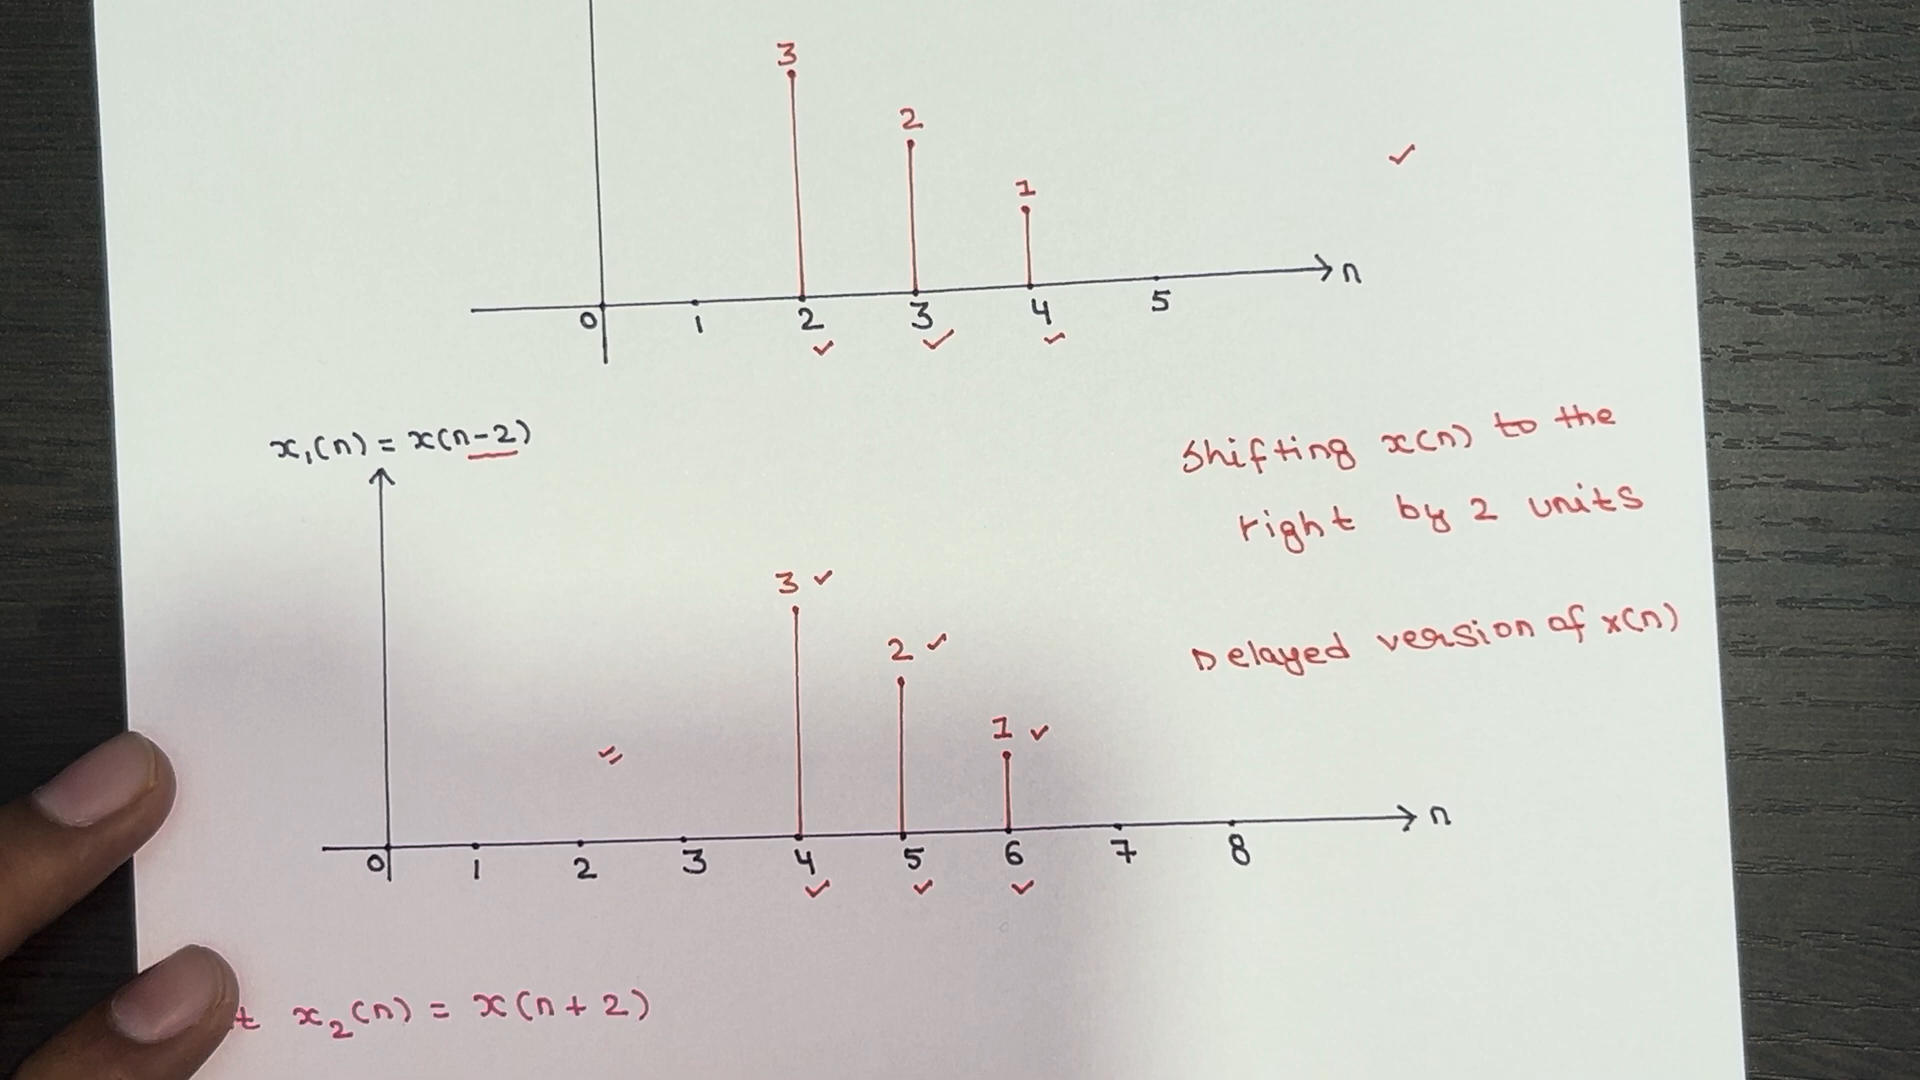 3
2
1
n
0 1 2 3 4 5
x₁(n) = x(n-2)
Shifting x(n) to the
right by 2 units
3
2
Delayed version of x(n)
1
n
0 1 2 3 4 5 6 7 8
x₂(n) = x(n+2)